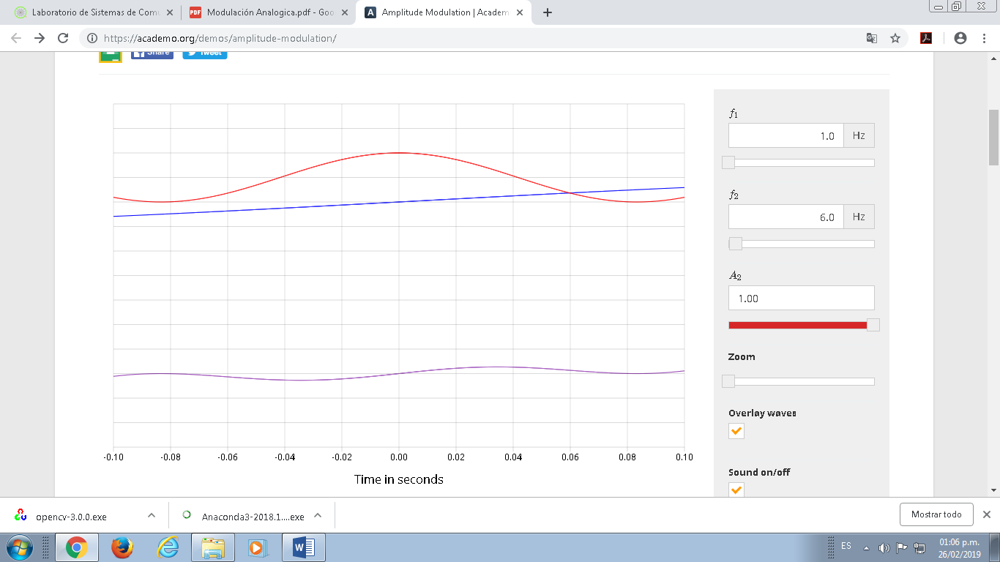 Laboratorio de Sistemas de Comu
PDF Modulación Analogica.pdf - Goo
A Amplitude Modulation | Academ
https://academo.org/demos/amplitude-modulation/
Share
Tweet
f1
1.0 Hz
f2
6.0 Hz
A2
1.00
Zoom
Overlay waves
Sound on/off
-0.10 -0.08 -0.06 -0.04 -0.02 0.00 0.02 0.04 0.06 0.08 0.10
Time in seconds
opencv-3.0.0.exe
Anaconda3-2018.1....exe
Mostrar todo
ES
01:06 p.m.
26/02/2019